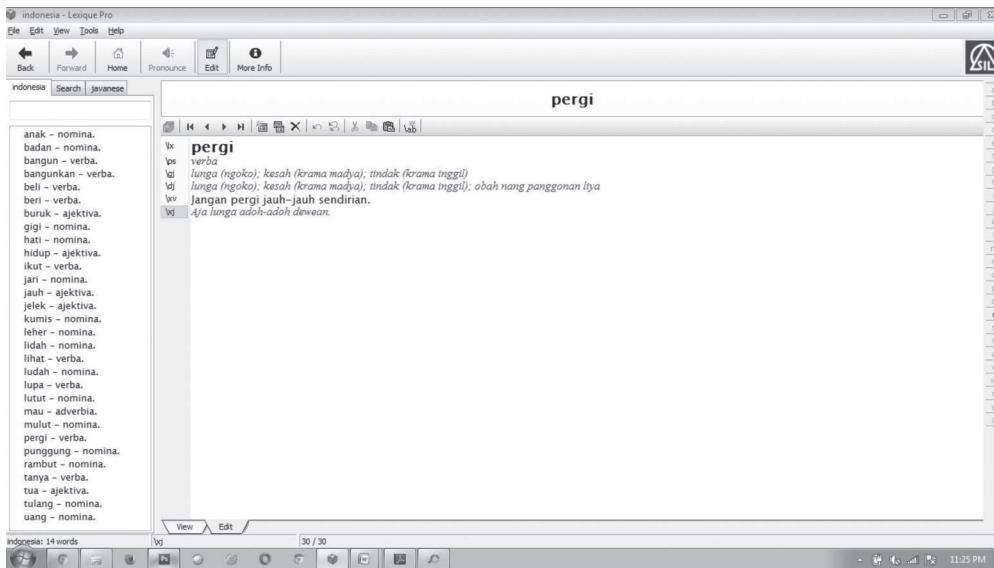 indonesia - Lexique Pro
File Edit View Tools Help
Back Forward Home Pronounce Edit More Info
SIL
indonesia Search javanese
pergi
anak - nomina.
badan - nomina.
bangun - verba.
bangunkan - verba.
beli - verba.
beri - verba.
buruk - ajektiva.
gigi - nomina.
hati - nomina.
hidup - ajektiva.
ikut - verba.
jari - nomina.
jauh - ajektiva.
jelek - ajektiva.
kumis - nomina.
leher - nomina.
lidah - nomina.
lihat - verba.
ludah - nomina.
lupa - verba.
lutut - nomina.
mau - adverbia.
mulut - nomina.
pergi - verba.
punggung - nomina.
rambut - nomina.
tanya - verba.
tua - ajektiva.
tulang - nomina.
uang - nomina.
\lx pergi
\ps verba
\gj lunga (ngoko); kesah (krama madya); tindak (krama inggil)
\dj lunga (ngoko); kesah (krama madya); tindak (krama inggil); obah nang panggonan liya
\xv Jangan pergi jauh-jauh sendirian.
\xj Aja lunga adoh-adoh dewean.
View Edit
indonesia: 14 words \xj 30 / 30
11:25 PM